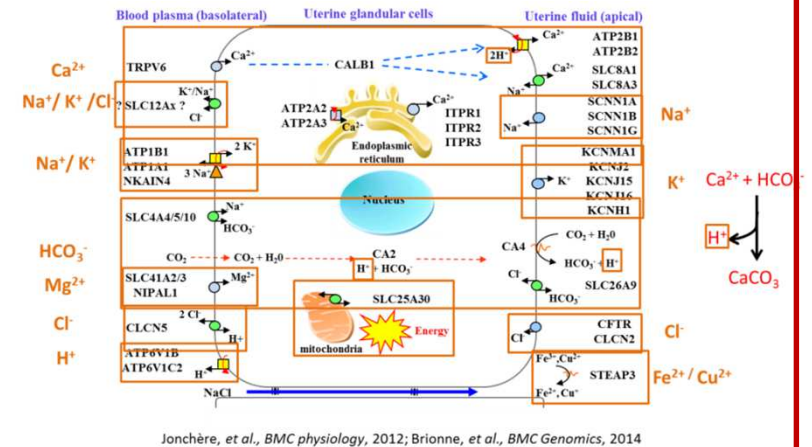 Blood plasma (basolateral)
Uterine glandular cells
Uterine fluid (apical)
Ca²⁺
Na⁺/ K⁺ /Cl⁻
Na⁺/ K⁺
HCO₃⁻
Mg²⁺
Cl⁻
H⁺
TRPV6
Ca²⁺
? SLC12Ax ?
K⁺/Na⁺
Cl⁻
ATP1B1
ATP1A1
NKAIN4
2 K⁺
3 Na⁺
SLC4A4/5/10
Na⁺
HCO₃⁻
CO₂
CO₂ + H₂0
CA2
H⁺ + HCO₃⁻
SLC41A2/3
NIPAL1
Mg²⁺
CLCN5
2 Cl⁻
H+
ATP6V1B
ATP6V1C2
H⁺
NaCl
CALB1
ATP2A2
ATP2A3
Ca²⁺
Ca²⁺
ITPR1
ITPR2
ITPR3
Endoplasmic
reticulum
Nucleus
SLC25A30
Energy
mitochondria
2H⁺
Ca²⁺
ATP2B1
ATP2B2
Ca²⁺
Na⁺
SLC8A1
SLC8A3
Na⁺
SCNN1A
SCNN1B
SCNN1G
K⁺
KCNMA1
KCNJ2
KCNJ15
KCNJ16
KCNH1
CA4
CO₂ + H₂0
HCO₃⁻ + H⁺
Cl⁻
HCO₃⁻
SLC26A9
Cl⁻
CFTR
CLCN2
STEAP3
Fe²⁺, Cu⁺
Na⁺
K⁺
Cl⁻
Fe²⁺ / Cu²⁺
Ca²⁺ + HCO
H⁺
CaCO₃
Jonchère, et al., BMC physiology, 2012; Brionne, et al., BMC Genomics, 2014